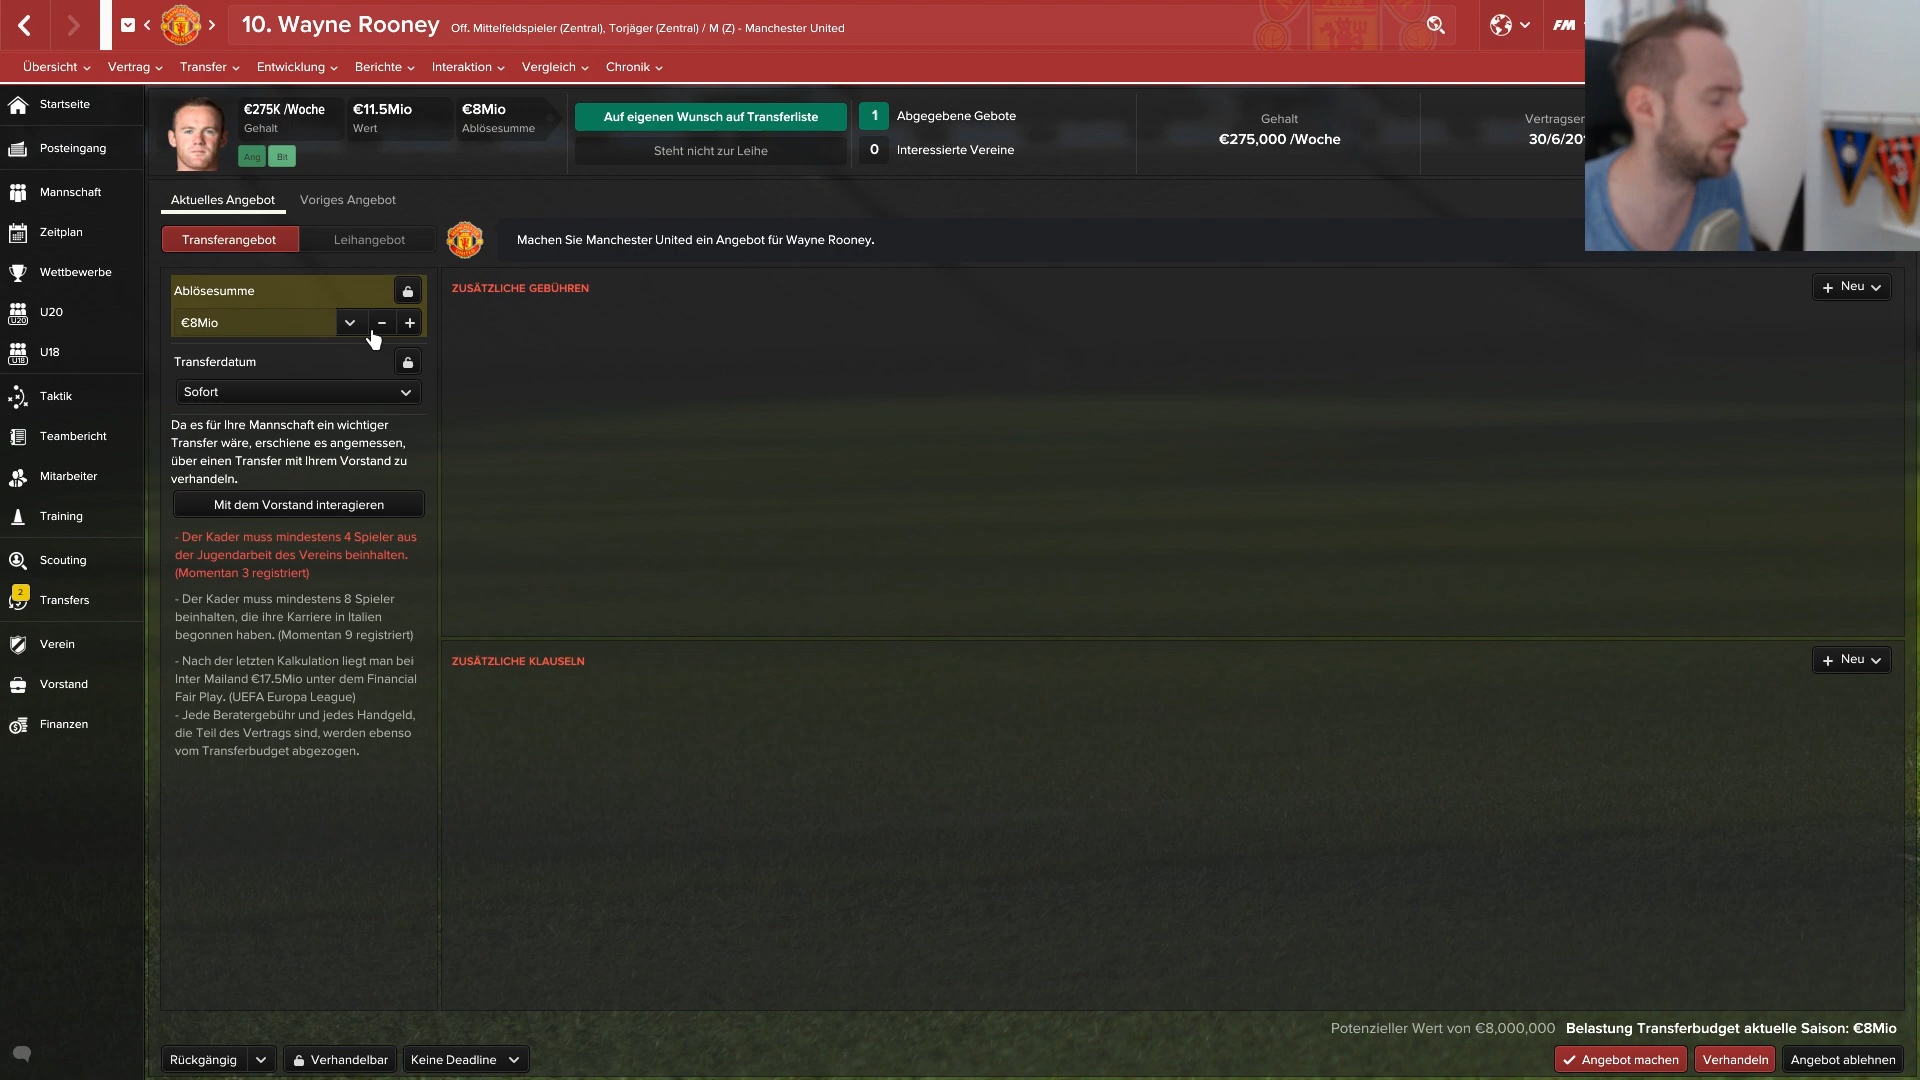 10. Wayne Rooney
Off. Mittelfeldspieler (Zentral), Torjäger (Zentral) / M (Z) - Manchester United
FM
Übersicht
Vertrag
Transfer
Entwicklung
Berichte
Interaktion
Vergleich
Chronik
Startseite
Posteingang
Mannschaft
Zeitplan
Wettbewerbe
U20
U20
U18
U18
Taktik
Teambericht
Mitarbeiter
Training
Scouting
2
Transfers
Verein
Vorstand
Finanzen
€275K /Woche
Gehalt
€11.5Mio
Wert
€8Mio
Ablösesumme
Ang
Bit
Auf eigenen Wunsch auf Transferliste
Steht nicht zur Leihe
1 Abgegebene Gebote
0 Interessierte Vereine
Gehalt
€275,000 /Woche
Vertragser
30/6/20
Aktuelles Angebot
Voriges Angebot
Transferangebot
Leihangebot
Machen Sie Manchester United ein Angebot für Wayne Rooney.
Ablösesumme
€8Mio
- +
Transferdatum
Sofort
Da es für Ihre Mannschaft ein wichtiger
Transfer wäre, erschiene es angemessen,
über einen Transfer mit Ihrem Vorstand zu
verhandeln.
Mit dem Vorstand interagieren
- Der Kader muss mindestens 4 Spieler aus
der Jugendarbeit des Vereins beinhalten.
(Momentan 3 registriert)
- Der Kader muss mindestens 8 Spieler
beinhalten, die ihre Karriere in Italien
begonnen haben. (Momentan 9 registriert)
- Nach der letzten Kalkulation liegt man bei
Inter Mailand €17.5Mio unter dem Financial
Fair Play. (UEFA Europa League)
- Jede Beratergebühr und jedes Handgeld,
die Teil des Vertrags sind, werden ebenso
vom Transferbudget abgezogen.
ZUSÄTZLICHE GEBÜHREN
+ Neu
ZUSÄTZLICHE KLAUSELN
+ Neu
Potenzieller Wert von €8,000,000 Belastung Transferbudget aktuelle Saison: €8Mio
Rückgängig
Verhandelbar
Keine Deadline
Angebot machen
Verhandeln
Angebot ablehnen